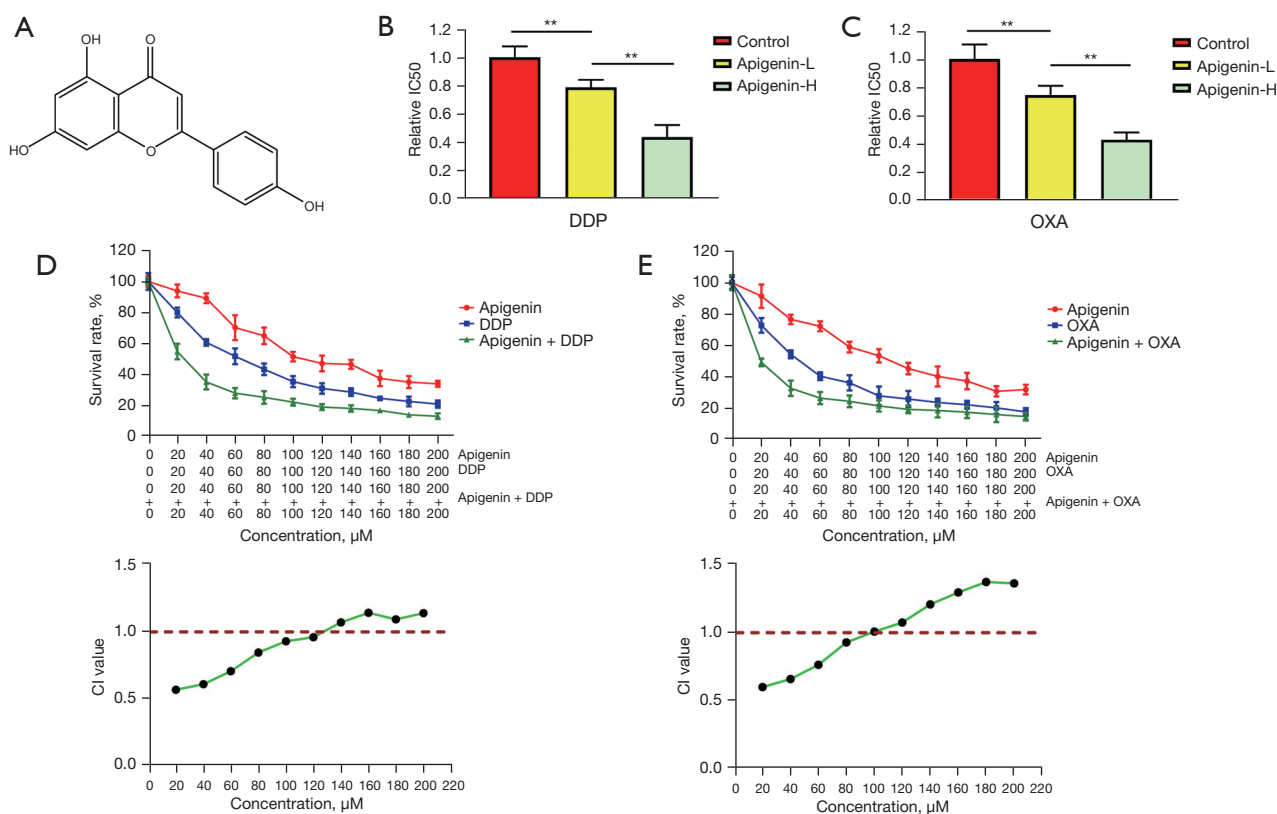 A
OH
O
HO
O
OH
B
1.2
1.0
0.8
0.6
0.4
0.2
0.0
Relative IC50
**
**
DDP
Control
Apigenin-L
Apigenin-H
C
1.2
1.0
0.8
0.6
0.4
0.2
0.0
Relative IC50
**
**
OXA
Control
Apigenin-L
Apigenin-H
D
120
100
80
60
40
20
0
Survival rate, %
Apigenin
DDP
Apigenin + DDP
0 20 40 60 80 100 120 140 160 180 200 Apigenin
0 20 40 60 80 100 120 140 160 180 200 DDP
0 20 40 60 80 100 120 140 160 180 200
+ + + + + + + + + + + Apigenin + DDP
0 20 40 60 80 100 120 140 160 180 200
Concentration, µM
1.5
1.0
0.5
0.0
CI value
0 20 40 60 80 100 120 140 160 180 200 220
Concentration, µM
E
120
100
80
60
40
20
0
Survival rate, %
Apigenin
OXA
Apigenin + OXA
0 20 40 60 80 100 120 140 160 180 200 Apigenin
0 20 40 60 80 100 120 140 160 180 200 OXA
0 20 40 60 80 100 120 140 160 180 200
+ + + + + + + + + + + Apigenin + OXA
0 20 40 60 80 100 120 140 160 180 200
Concentration, µM
1.5
1.0
0.5
0.0
CI value
0 20 40 60 80 100 120 140 160 180 200 220
Concentration, µM